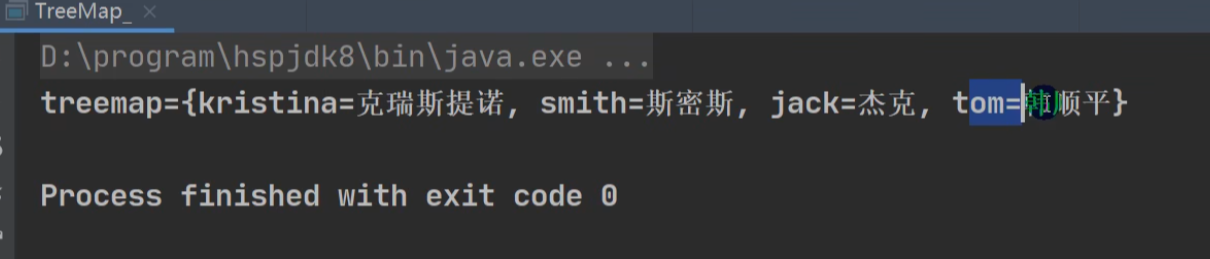 TreeMap_
D:\program\hspjdk8\bin\java.exe ...
treemap={kristina=克瑞斯提诺, smith=斯密斯, jack=杰克, tom=韩顺平}
Process finished with exit code 0